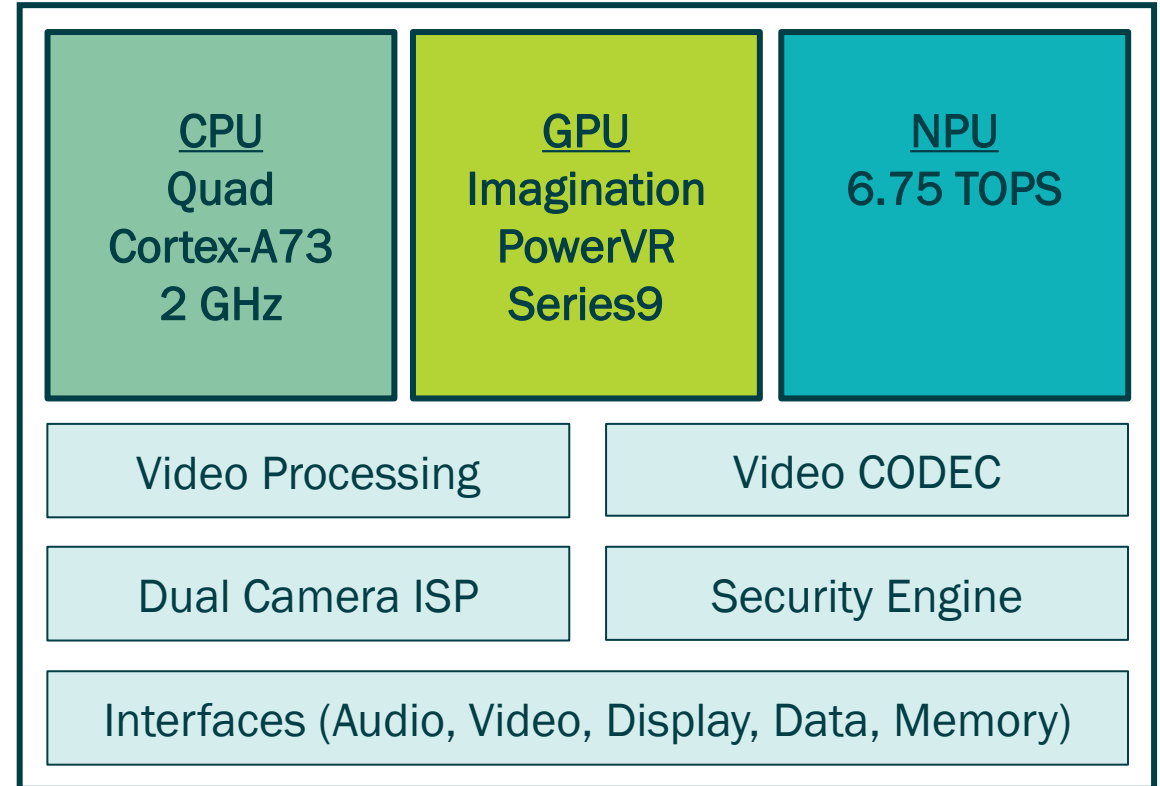 CPU
Quad
Cortex-A73
2 GHz
GPU
Imagination
PowerVR
Series9
NPU
6.75 TOPS
Video Processing
Video CODEC
Dual Camera ISP
Security Engine
Interfaces (Audio, Video, Display, Data, Memory)